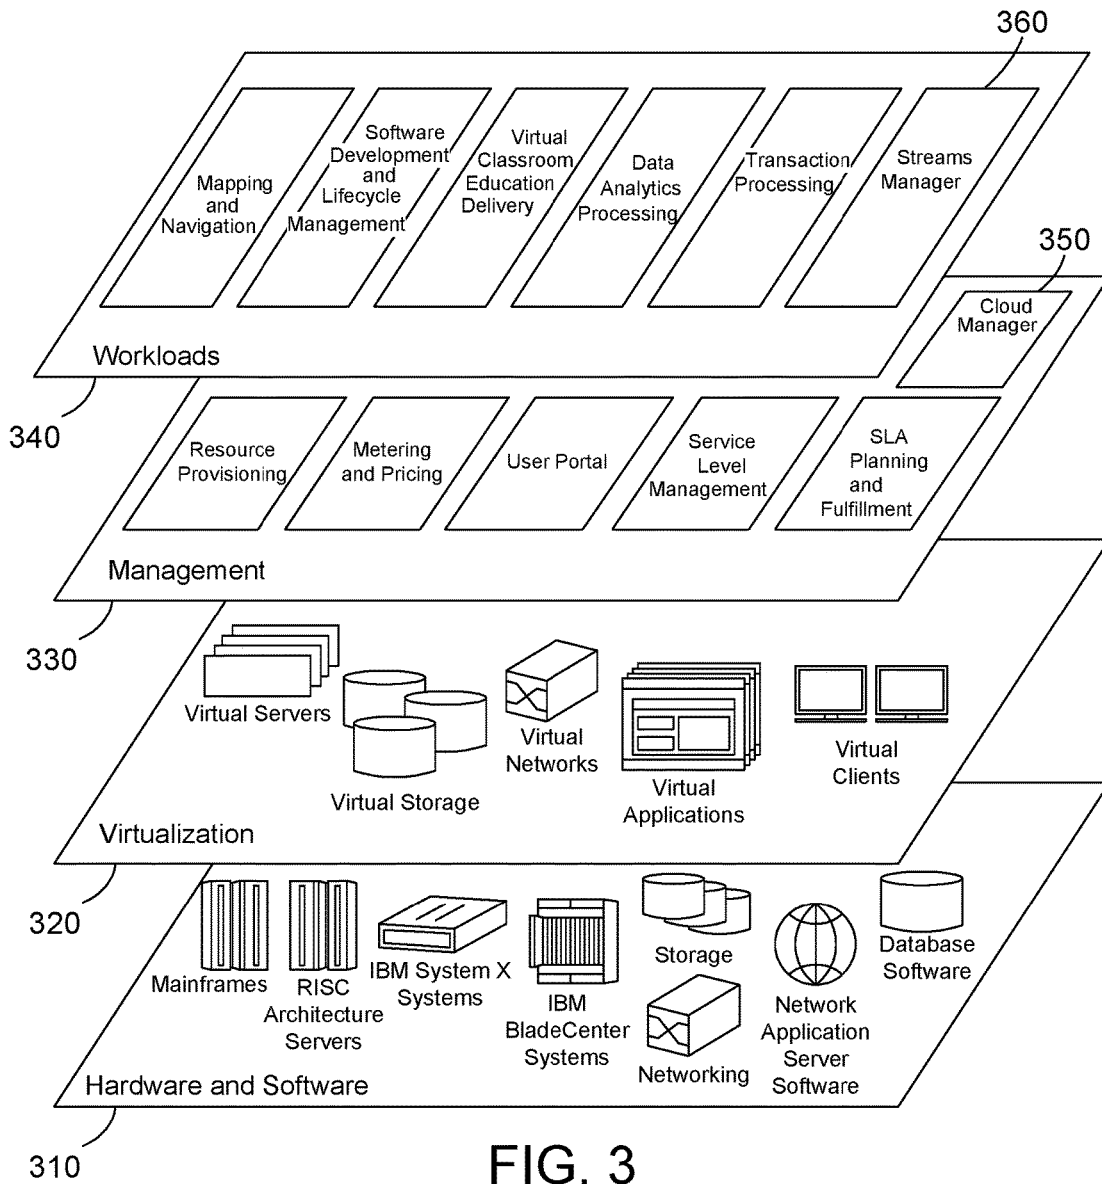 360
Mapping
and
Navigation
Software
Development
and
Lifecycle
Management
Virtual
Classroom
Education
Delivery
Data
Analytics
Processing
Transaction
Processing
Streams
Manager
350
Cloud
Manager
Workloads
340
Resource
Provisioning
Metering
and Pricing
User Portal
Service
Level
Management
SLA
Planning
and
Fulfillment
Management
330
Virtual Servers
Virtual Storage
Virtual
Networks
Virtual
Applications
Virtual
Clients
Virtualization
320
Mainframes
RISC
Architecture
Servers
IBM System X
Systems
IBM
BladeCenter
Systems
Storage
Networking
Network
Application
Server
Software
Database
Software
Hardware and Software
310
FIG. 3